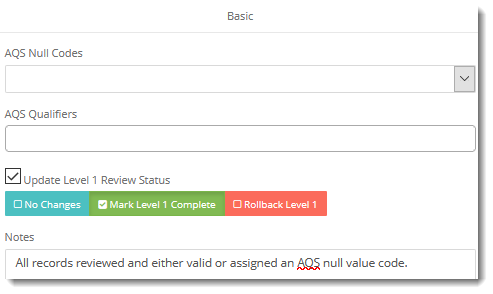 Basic
AQS Null Codes
AQS Qualifiers
Update Level 1 Review Status
No Changes Mark Level 1 Complete Rollback Level 1
Notes
All records reviewed and either valid or assigned an AQS null value code.